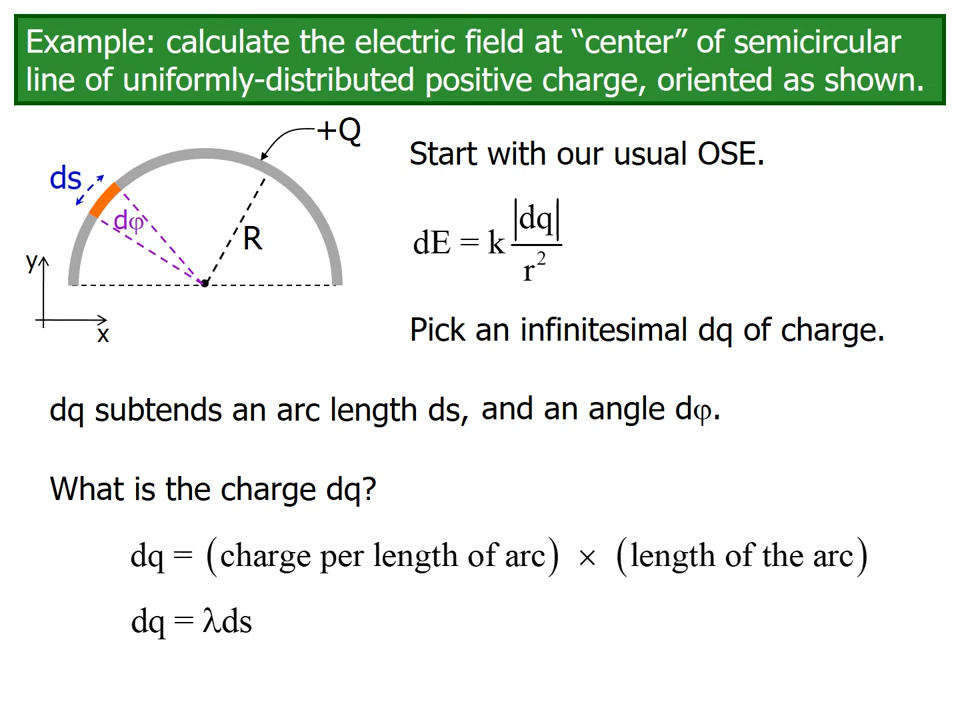 Example: calculate the electric field at “center” of semicircular
line of uniformly-distributed positive charge, oriented as shown.
+Q
ds
dφ
R
y
x
Start with our usual OSE.
dE = k |dq| / r²
Pick an infinitesimal dq of charge.
dq subtends an arc length ds, and an angle dφ.
What is the charge dq?
dq = (charge per length of arc) × (length of the arc)
dq = λds